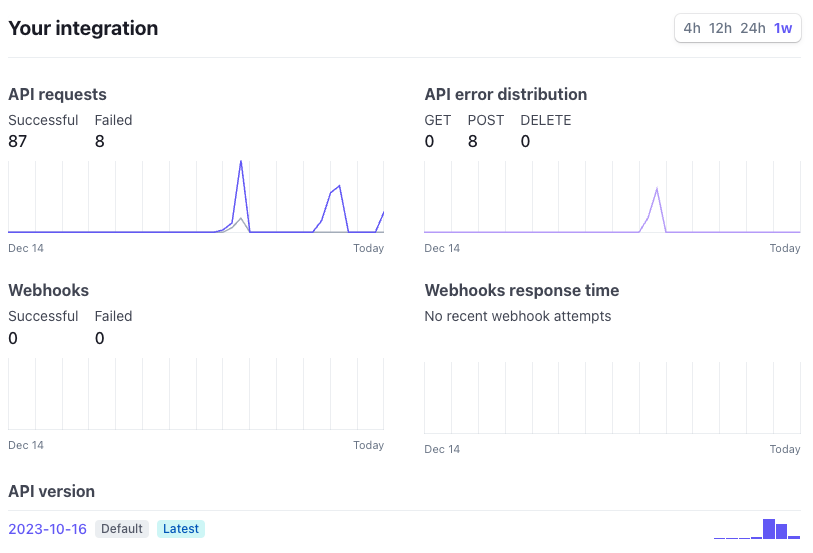 Your integration
4h 12h 24h 1w
API requests
Successful Failed
87 8
Dec 14 Today
API error distribution
GET POST DELETE
0 8 0
Dec 14 Today
Webhooks
Successful Failed
0 0
Dec 14 Today
Webhooks response time
No recent webhook attempts
Dec 14 Today
API version
2023-10-16 Default Latest